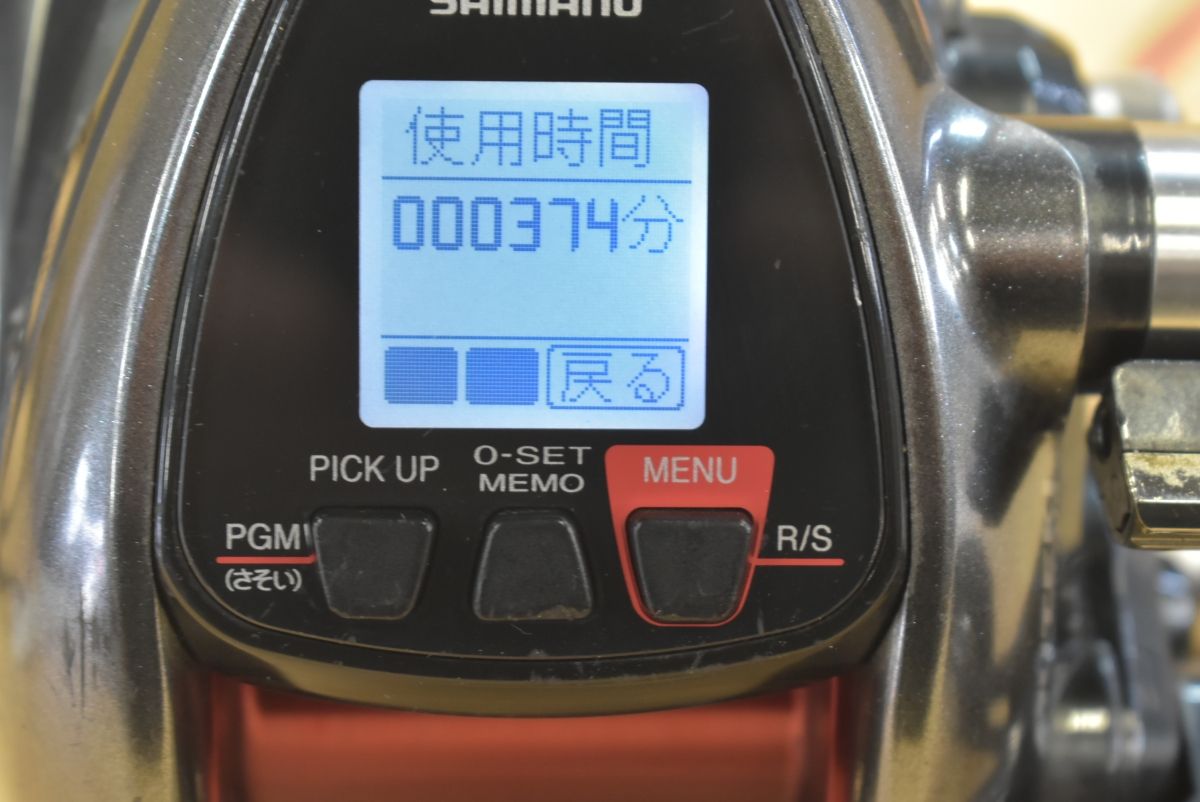 SHIMANO
使用時間
000374分
戻る
PICK UP
0-SET
MEMO
MENU
PGM
(さそい)
R/S